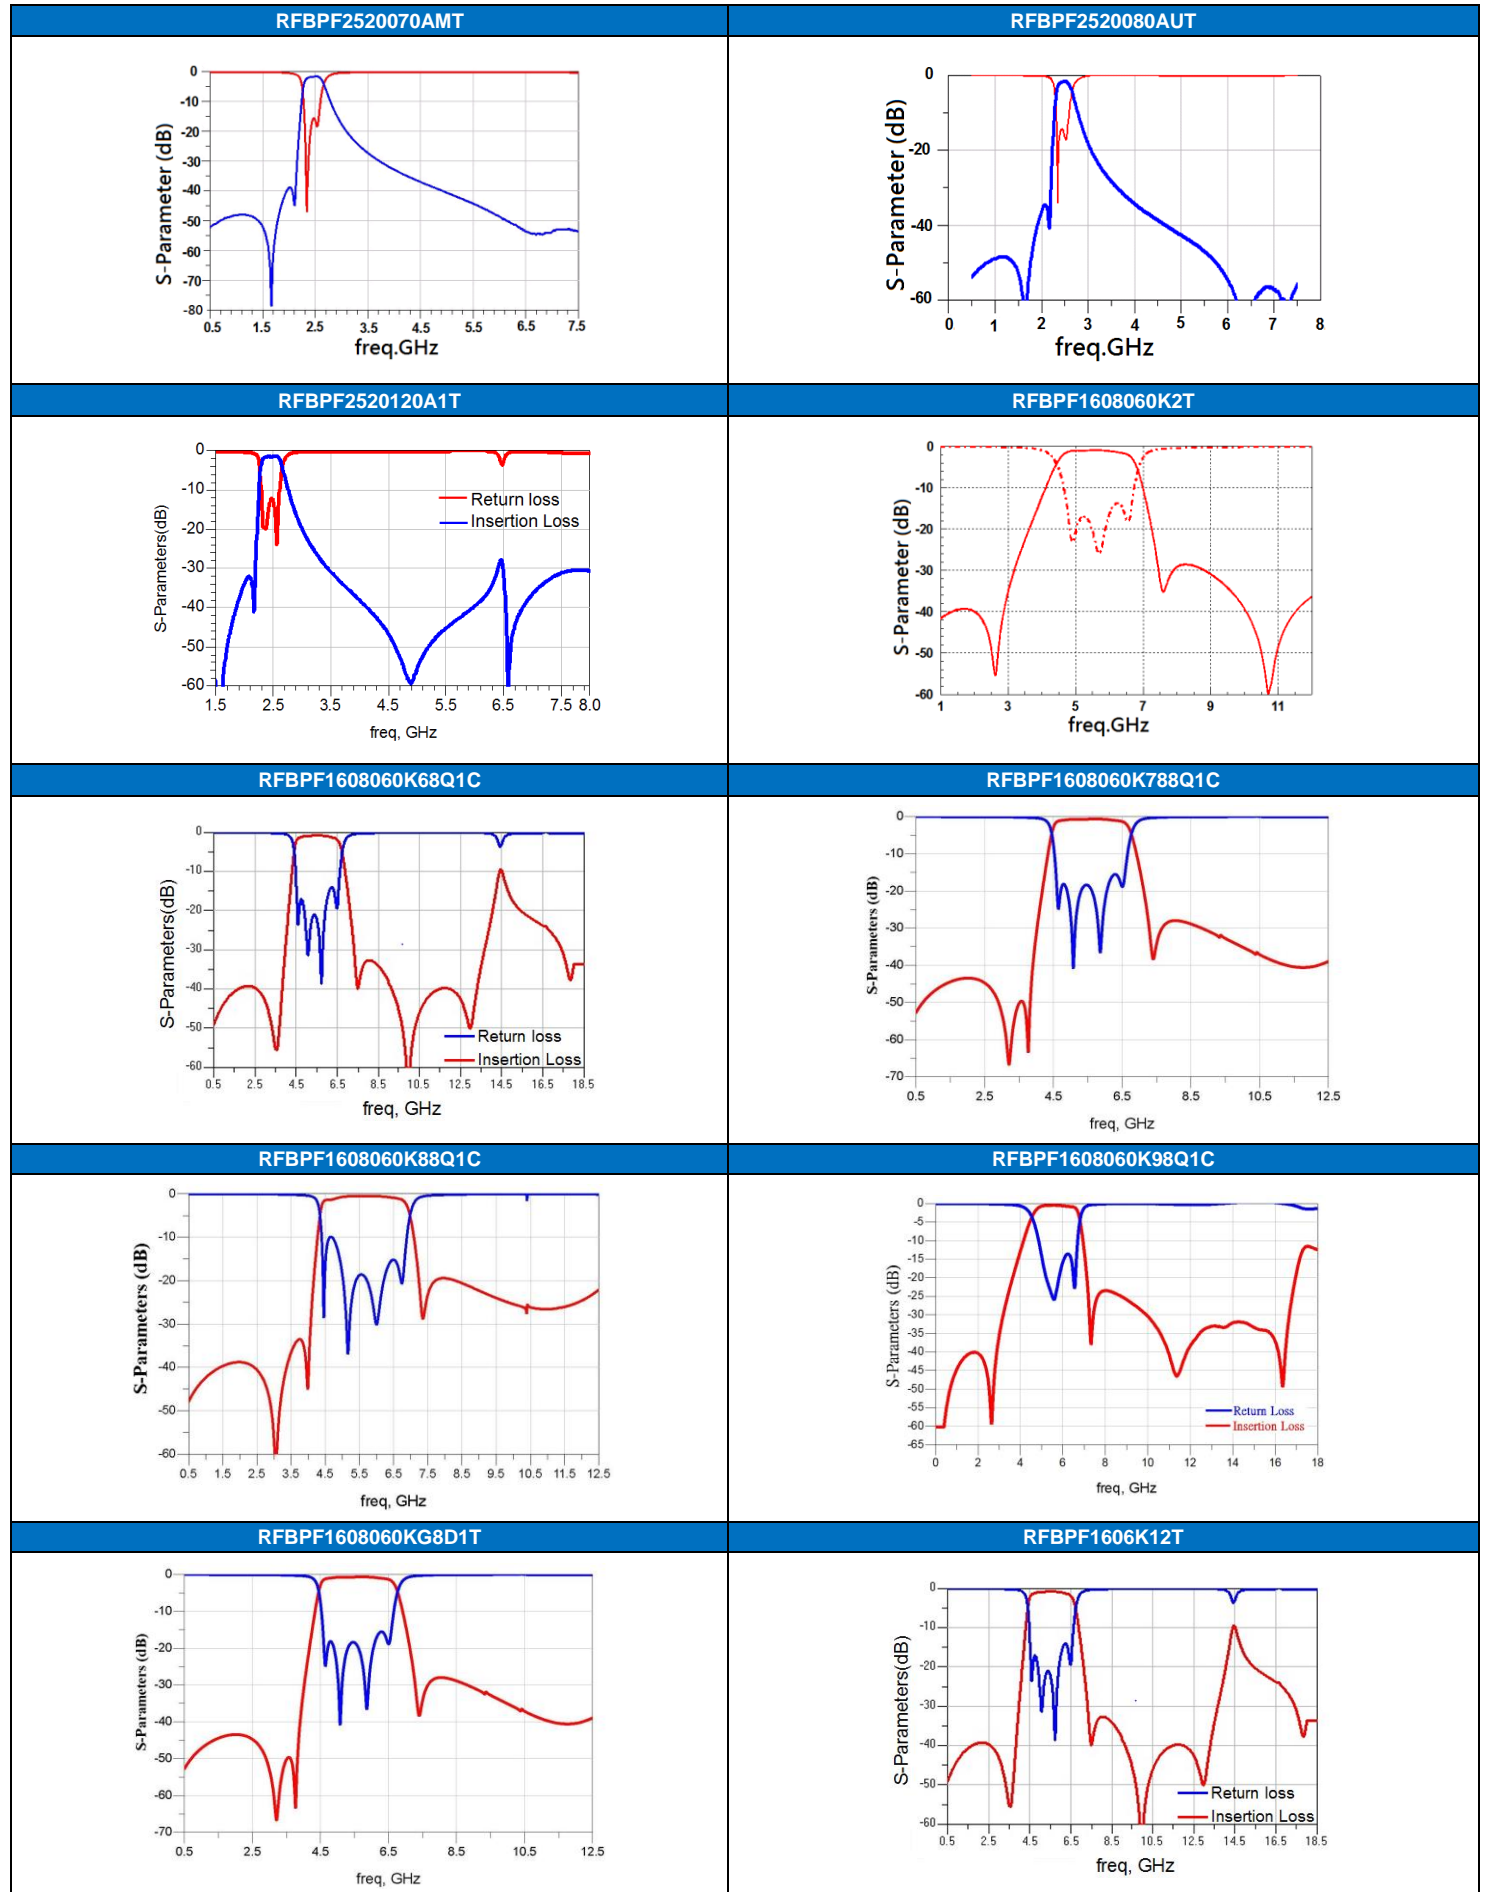 RFBPF2520070AMT
RFBPF2520080AUT
0
-10
-20
-30
-40
-50
-60
-70
-80
S-Parameter (dB)
0.5 1.5 2.5 3.5 4.5 5.5 6.5 7.5
freq.GHz
0
-20
-40
-60
S-Parameter (dB)
0 1 2 3 4 5 6 7 8
freq.GHz
RFBPF2520120A1T
RFBPF1608060K2T
0
-10
-20
-30
-40
-50
-60
S-Parameters(dB)
Return loss
Insertion Loss
1.5 2.5 3.5 4.5 5.5 6.5 7.5 8.0
freq, GHz
0
-10
-20
-30
-40
-50
-60
S-Parameter (dB)
1 3 5 7 9 11
freq.GHz
RFBPF1608060K68Q1C
RFBPF1608060K788Q1C
0
-10
-20
-30
-40
-50
-60
S-Parameters(dB)
Return loss
Insertion Loss
0.5 2.5 4.5 6.5 8.5 10.5 12.5 14.5 16.5 18.5
freq, GHz
0
-10
-20
-30
-40
-50
-60
-70
S-Parameters (dB)
0.5 2.5 4.5 6.5 8.5 10.5 12.5
freq, GHz
RFBPF1608060K88Q1C
RFBPF1608060K98Q1C
0
-10
-20
-30
-40
-50
-60
S-Parameters (dB)
0.5 1.5 2.5 3.5 4.5 5.5 6.5 7.5 8.5 9.5 10.5 11.5 12.5
freq, GHz
0
-5
-10
-15
-20
-25
-30
-35
-40
-45
-50
-55
-60
-65
S-Parameters (dB)
Return Loss
Insertion Loss
0 2 4 6 8 10 12 14 16 18
freq, GHz
RFBPF1608060KG8D1T
RFBPF1606K12T
0
-10
-20
-30
-40
-50
-60
-70
S-Parameters (dB)
0.5 2.5 4.5 6.5 8.5 10.5 12.5
freq, GHz
0
-10
-20
-30
-40
-50
-60
S-Parameters(dB)
Return loss
Insertion Loss
0.5 2.5 4.5 6.5 8.5 10.5 12.5 14.5 16.5 18.5
freq, GHz